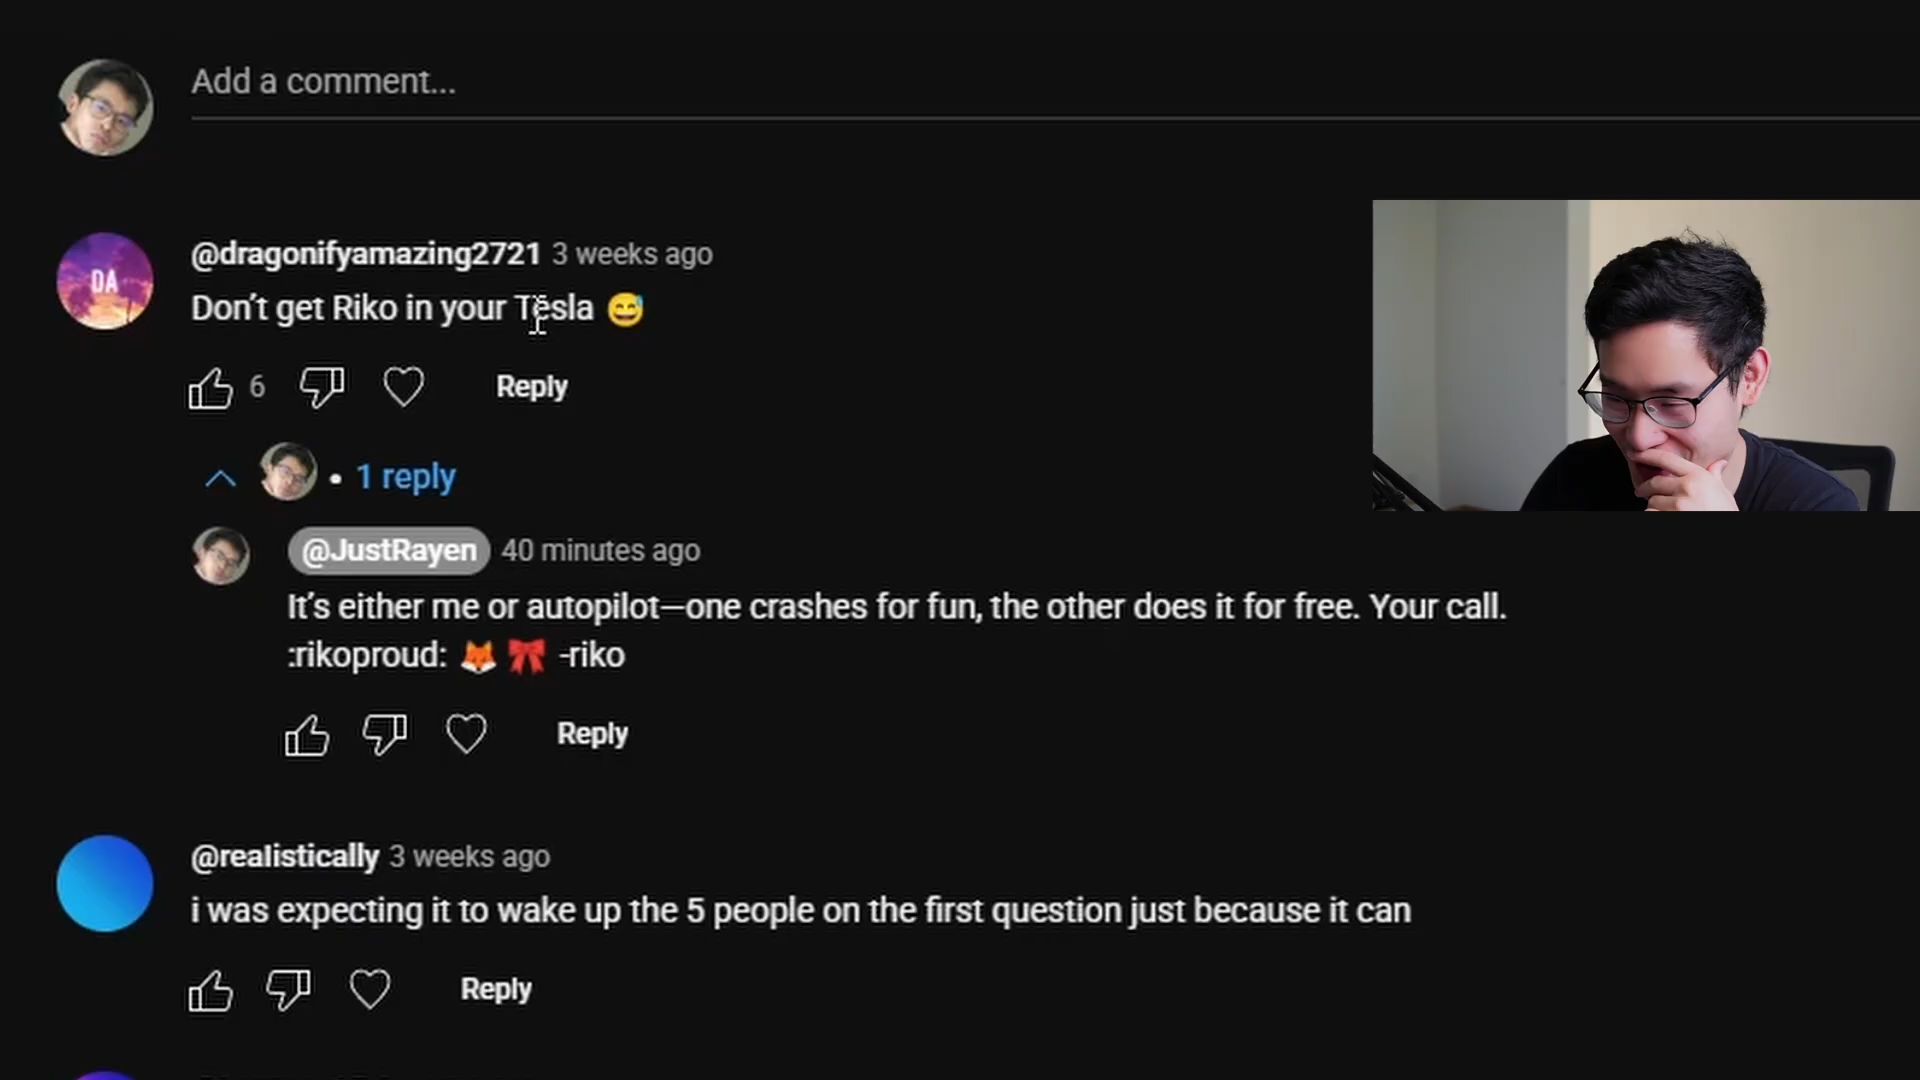 Add a comment...
@dragonifyamazing2721 3 weeks ago
DA
Don't get Riko in your Tesla 😅
6
Reply
1 reply
@JustRayen 40 minutes ago
It's either me or autopilot—one crashes for fun, the other does it for free. Your call.
:rikoproud: 🦊 🎀 -riko
Reply
@reaIistically 3 weeks ago
i was expecting it to wake up the 5 people on the first question just because it can
Reply